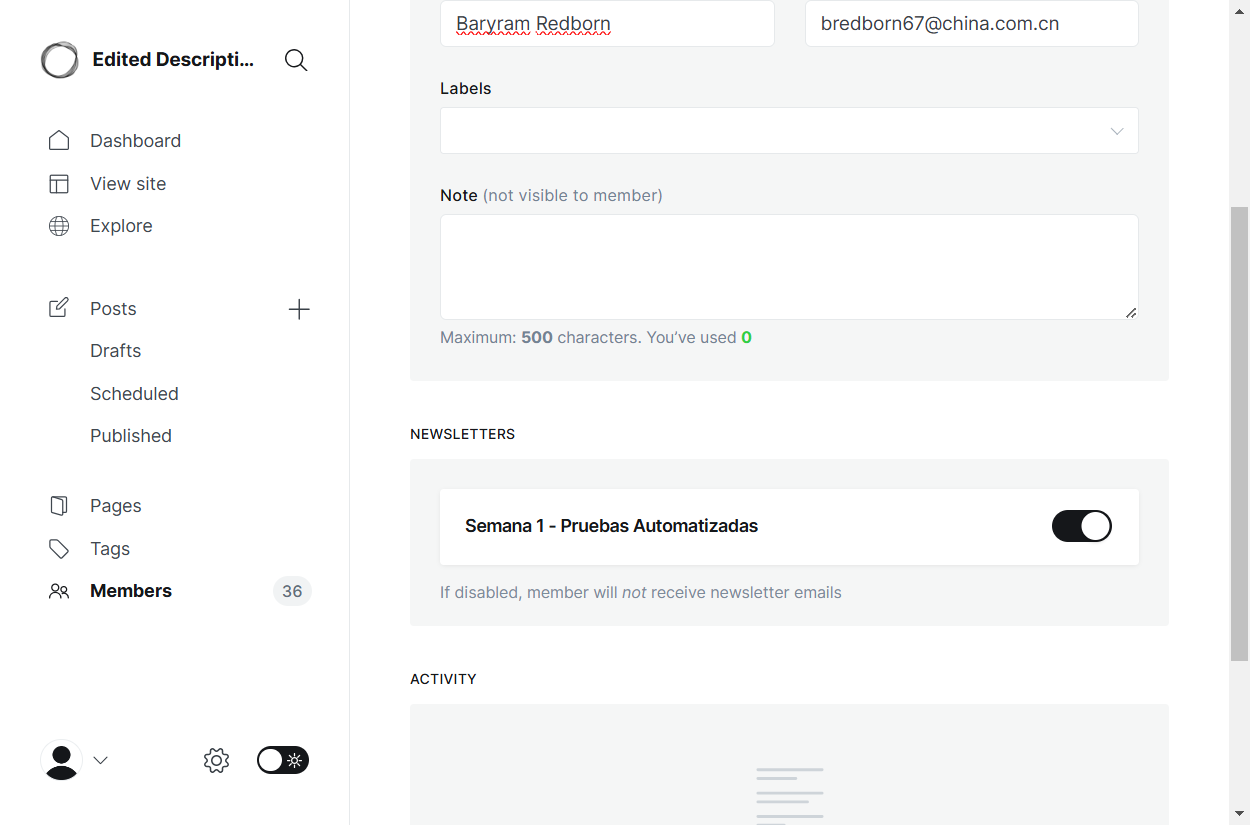 Edited Descripti...
Dashboard
View site
Explore
Posts
Drafts
Scheduled
Published
Pages
Tags
Members 36
Baryram Redborn
bredborn67@china.com.cn
Labels
Note (not visible to member)
Maximum: 500 characters. You’ve used 0
NEWSLETTERS
Semana 1 - Pruebas Automatizadas
If disabled, member will not receive newsletter emails
ACTIVITY